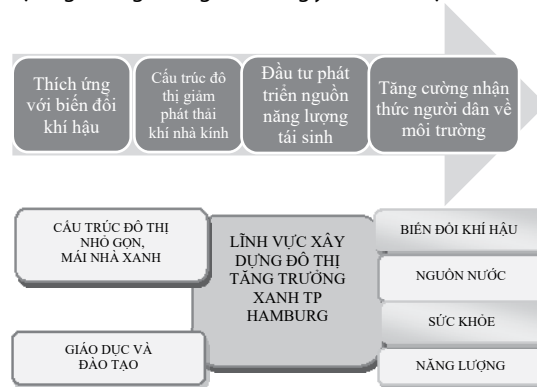 Thích ứng
với biến đổi
khí hậu
Cấu trúc đô
thị giảm
phát thải
khí nhà kính
Đầu tư phát
triển nguồn
năng lượng
tái sinh
Tăng cường nhận
thức người dân về
môi trường
CẤU TRÚC ĐÔ THỊ
NHỎ GỌN,
MÁI NHÀ XANH
GIÁO DỤC VÀ
ĐÀO TẠO
LĨNH VỰC XÂY
DỰNG ĐÔ THỊ
TĂNG TRƯỞNG
XANH TP
HAMBURG
BIẾN ĐỔI KHÍ HẬU
NGUỒN NƯỚC
SỨC KHỎE
NĂNG LƯỢNG